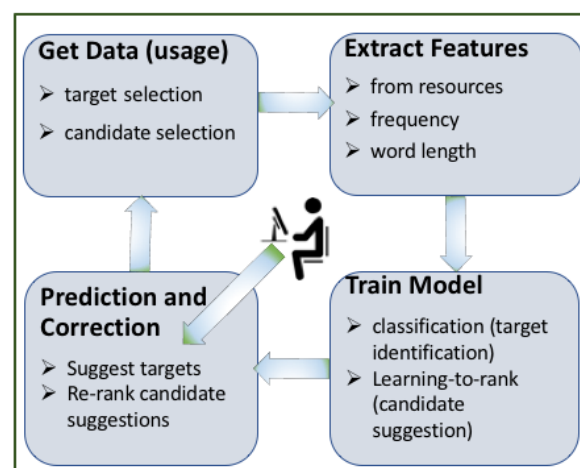 Get Data (usage)
➢ target selection
➢ candidate selection
Extract Features
➢ from resources
➢ frequency
➢ word length
Train Model
➢ classification (target
identification)
➢ Learning-to-rank
(candidate
suggestion)
Prediction and
Correction
➢ Suggest targets
➢ Re-rank candidate
suggestions